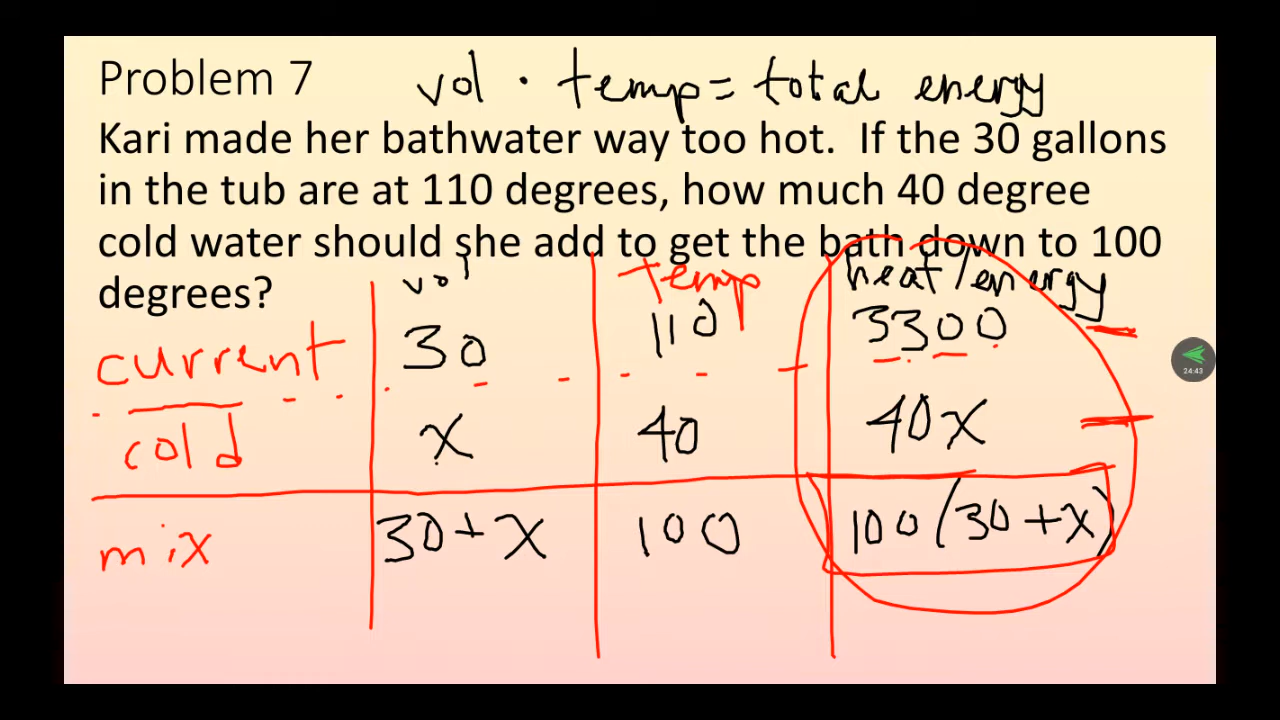 Problem 7 vol · temp = total energy
Kari made her bathwater way too hot. If the 30 gallons
in the tub are at 110 degrees, how much 40 degree
cold water should she add to get the bath down to 100
degrees? vol temp heat/energy
current 30 110 3300
cold x 40 40x
mix 30+x 100 100(30+x)
24:43